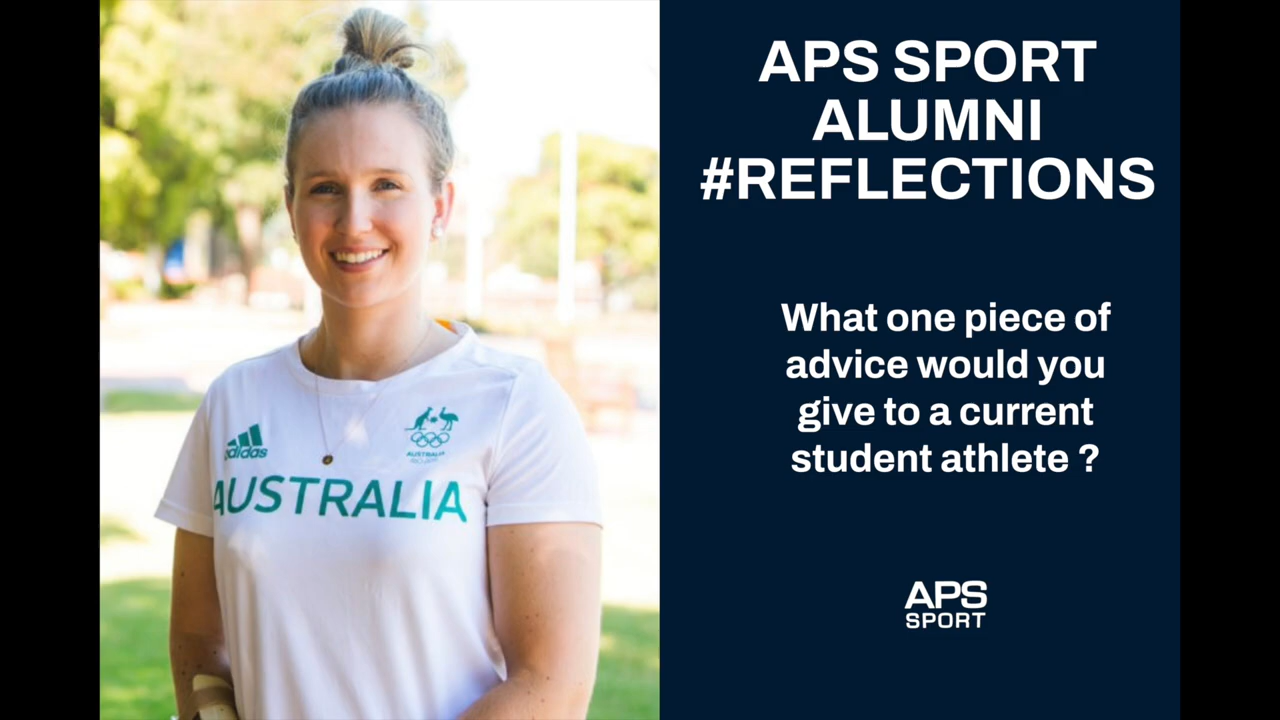 APS SPORT
ALUMNI
#REFLECTIONS
What one piece of
advice would you
give to a current
student athlete ?
APS
SPORT
adidas
AUSTRALIA
AUSTRALIA